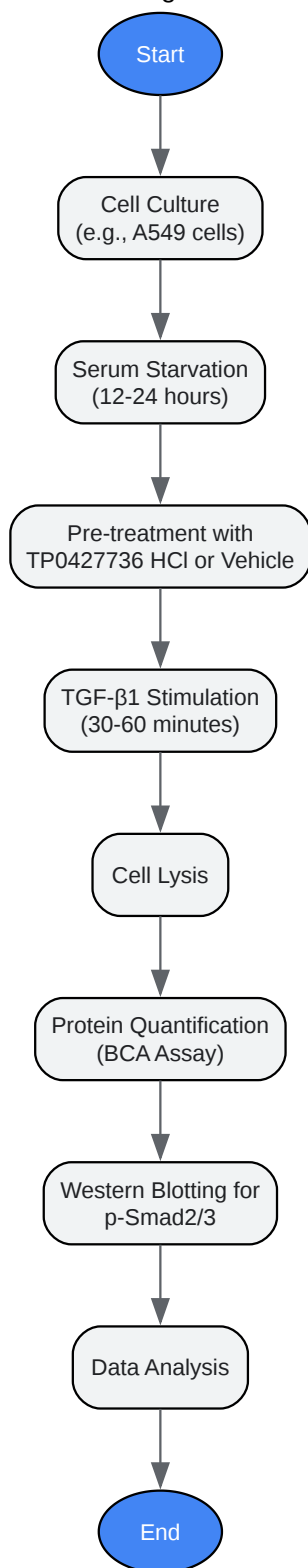 Start
Cell Culture
(e.g., A549 cells)
Serum Starvation
(12-24 hours)
Pre-treatment with
TP0427736 HCl or Vehicle
TGF-β1 Stimulation
(30-60 minutes)
Cell Lysis
Protein Quantification
(BCA Assay)
Western Blotting for
p-Smad2/3
Data Analysis
End